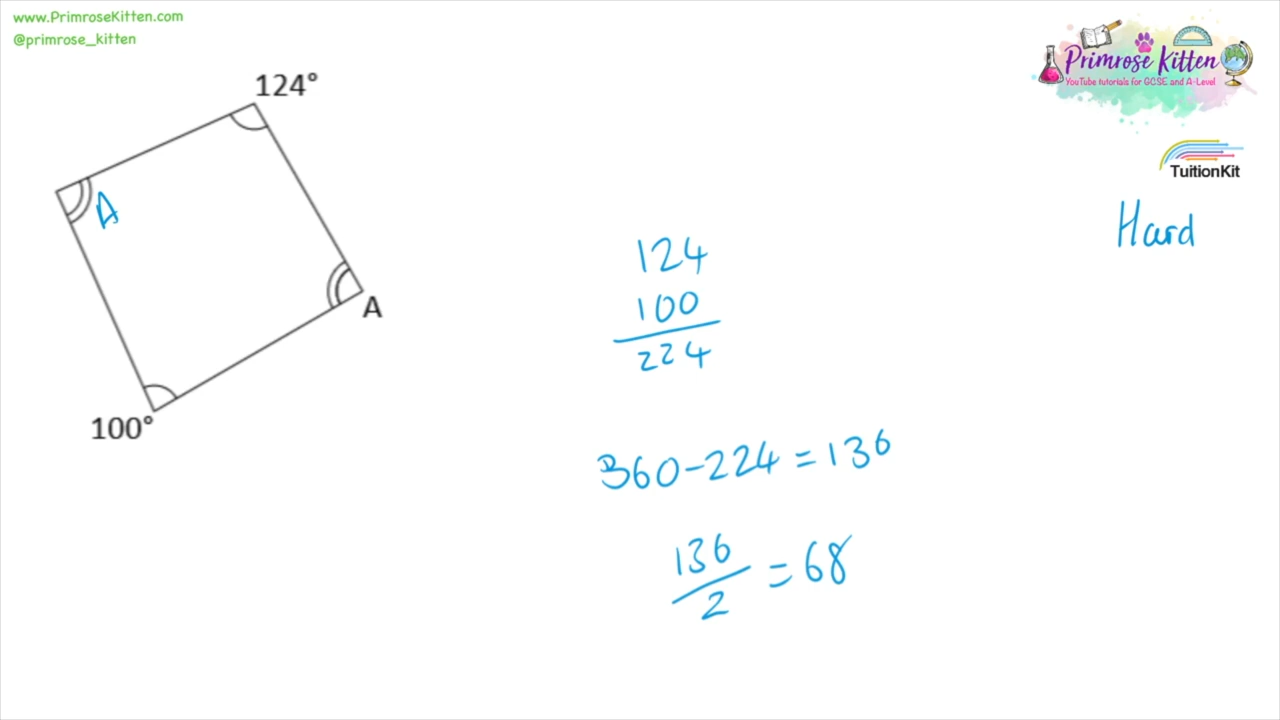 www.PrimroseKitten.com
@primrose_kitten
Primrose Kitten
YouTube tutorials for GCSE and A-Level
TuitionKit
Hard
124°
A
A
100°
124
100
224
360-224=136
136
2
=68